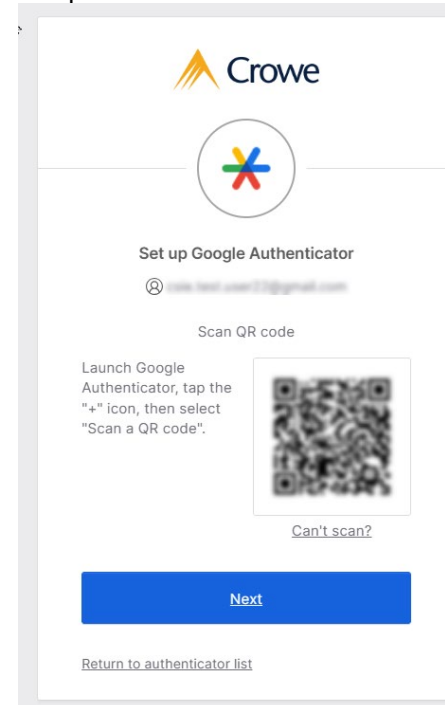 Crowe
Set up Google Authenticator
Scan QR code
Launch Google
Authenticator, tap the
"+" icon, then select
"Scan a QR code".
Can't scan?
Next
Return to authenticator list